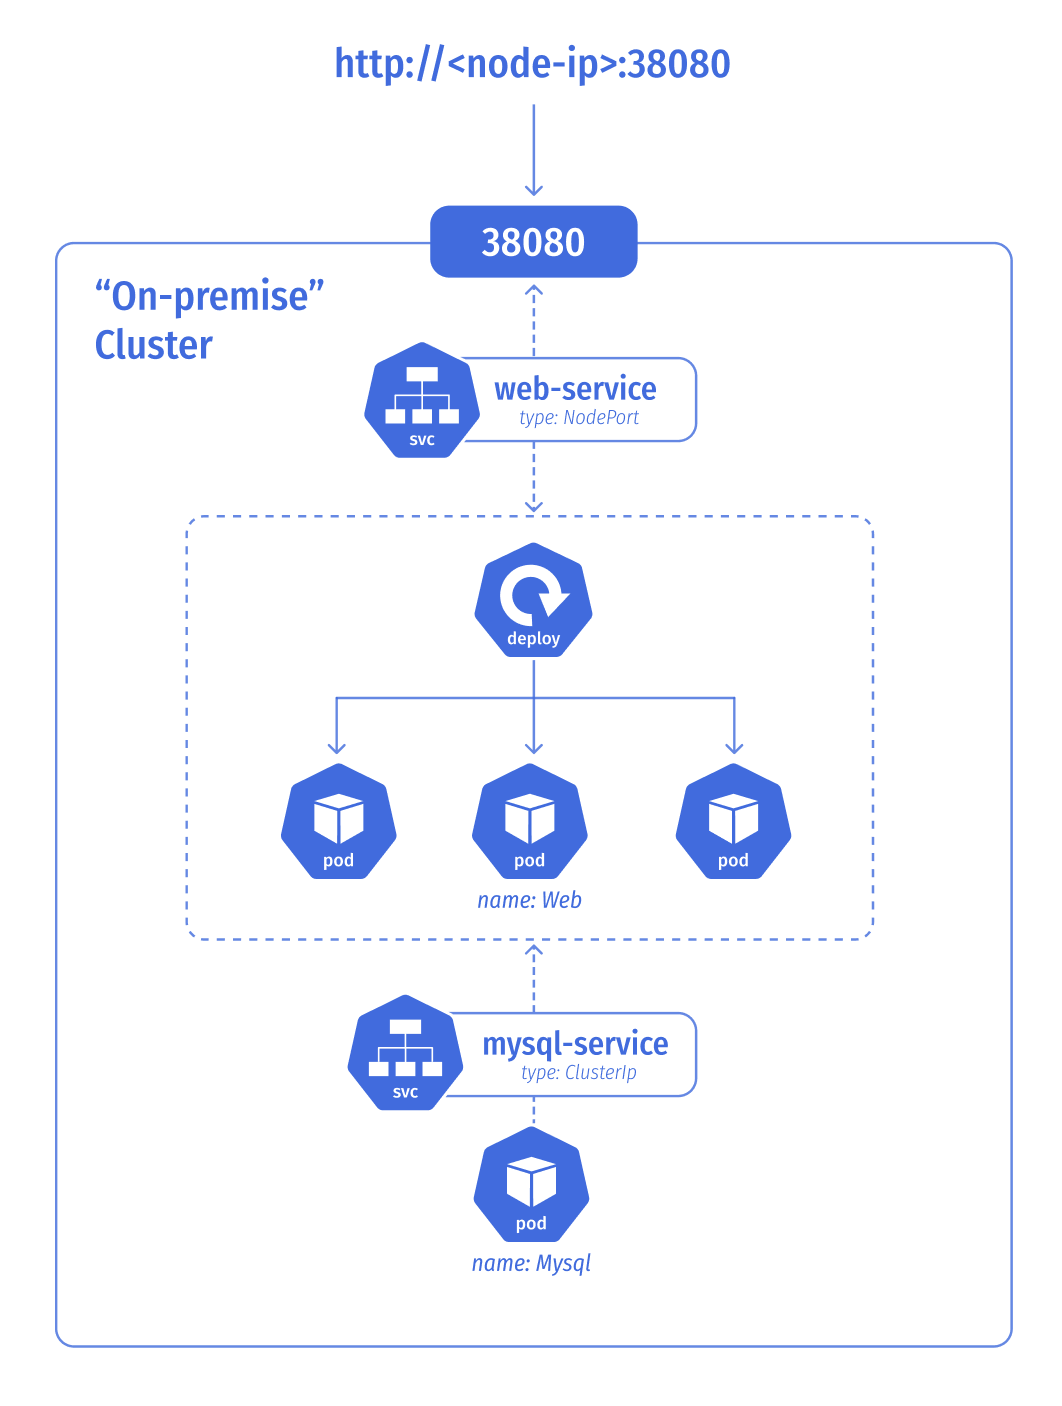 http://<node-ip>:38080
38080
“On-premise”
Cluster
web-service
type: NodePort
svc
deploy
pod
pod
pod
name: Web
mysql-service
type: ClusterIp
svc
pod
name: Mysql